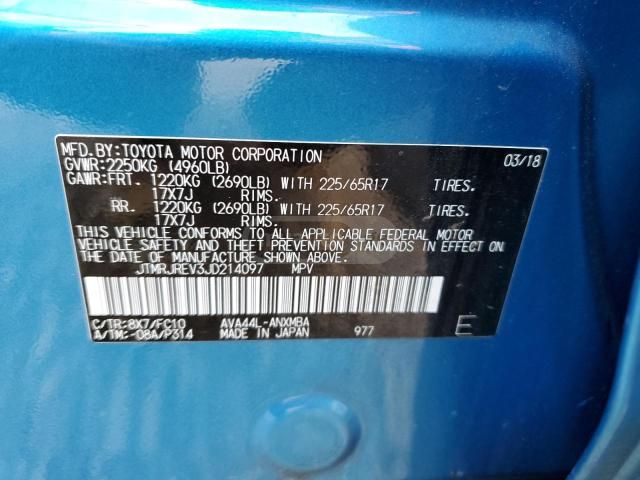 MFD. BY:TOYOTA MOTOR CORPORATION 03/18
GVWR:2250KG (4960LB)
GAWR:FRT. 1220KG (2690LB) WITH 225/65R17 TIRES.
17X7J RIMS.
RR. 1220KG (2690LB) WITH 225/65R17 TIRES.
17X7J RIMS.
THIS VEHICLE CONFORMS TO ALL APPLICABLE FEDERAL MOTOR
VEHICLE SAFETY AND THEFT PREVENTION STANDARDS IN EFFECT ON
THE DATE OF MANUFACTURE SHOWN ABOVE.
JTMRJREV3JD214097 MPV
C/TR:8X7/FC10 AVA44L-ANXMBA
A/TM:-08A/P314 MADE IN JAPAN 977 E